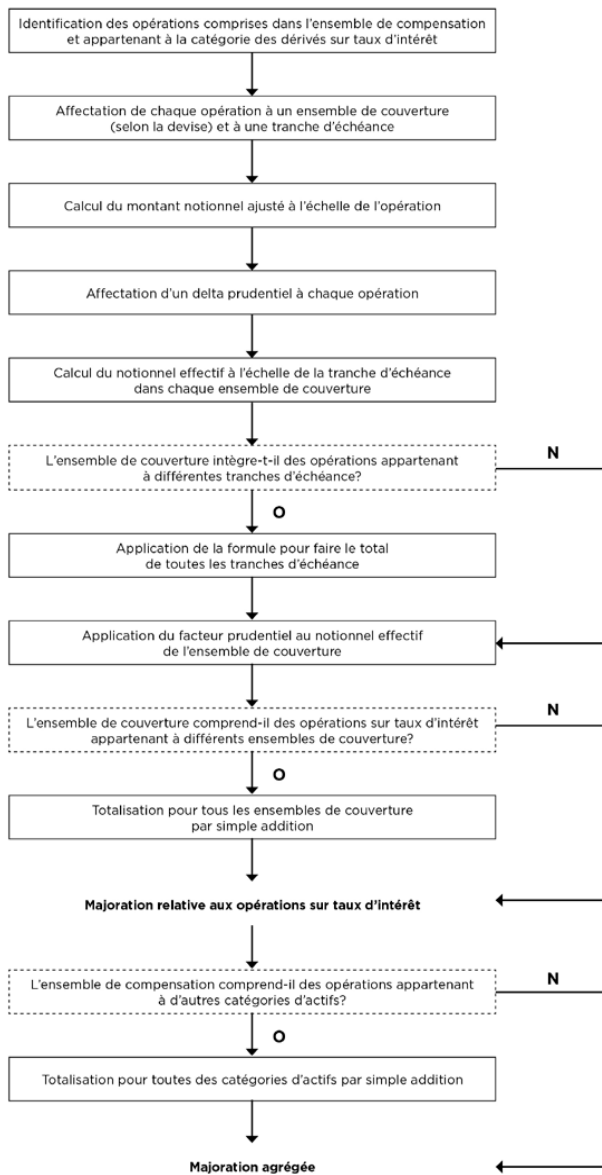 Identification des opérations comprises dans l'ensemble de compensation
et appartenant à la catégorie des dérivés sur taux d'intérêt
Affectation de chaque opération à un ensemble de couverture
(selon la devise) et à une tranche d'échéance
Calcul du montant notionnel ajusté à l'échelle de l'opération
Affectation d'un delta prudentiel à chaque opération
Calcul du notionnel effectif à l'échelle de la tranche d'échéance
dans chaque ensemble de couverture
L'ensemble de couverture intègre-t-il des opérations appartenant
à différentes tranches d'échéance?
N
O
Application de la formule pour faire le total
de toutes les tranches d'échéance
Application du facteur prudentiel au notionnel effectif
de l'ensemble de couverture
L'ensemble de couverture comprend-il des opérations sur taux d'intérêt
appartenant à différents ensembles de couverture?
N
O
Totalisation pour tous les ensembles de couverture
par simple addition
Majoration relative aux opérations sur taux d'intérêt
L'ensemble de compensation comprend-il des opérations appartenant
à d'autres catégories d'actifs?
N
O
Totalisation pour toutes des catégories d'actifs par simple addition
Majoration agrégée